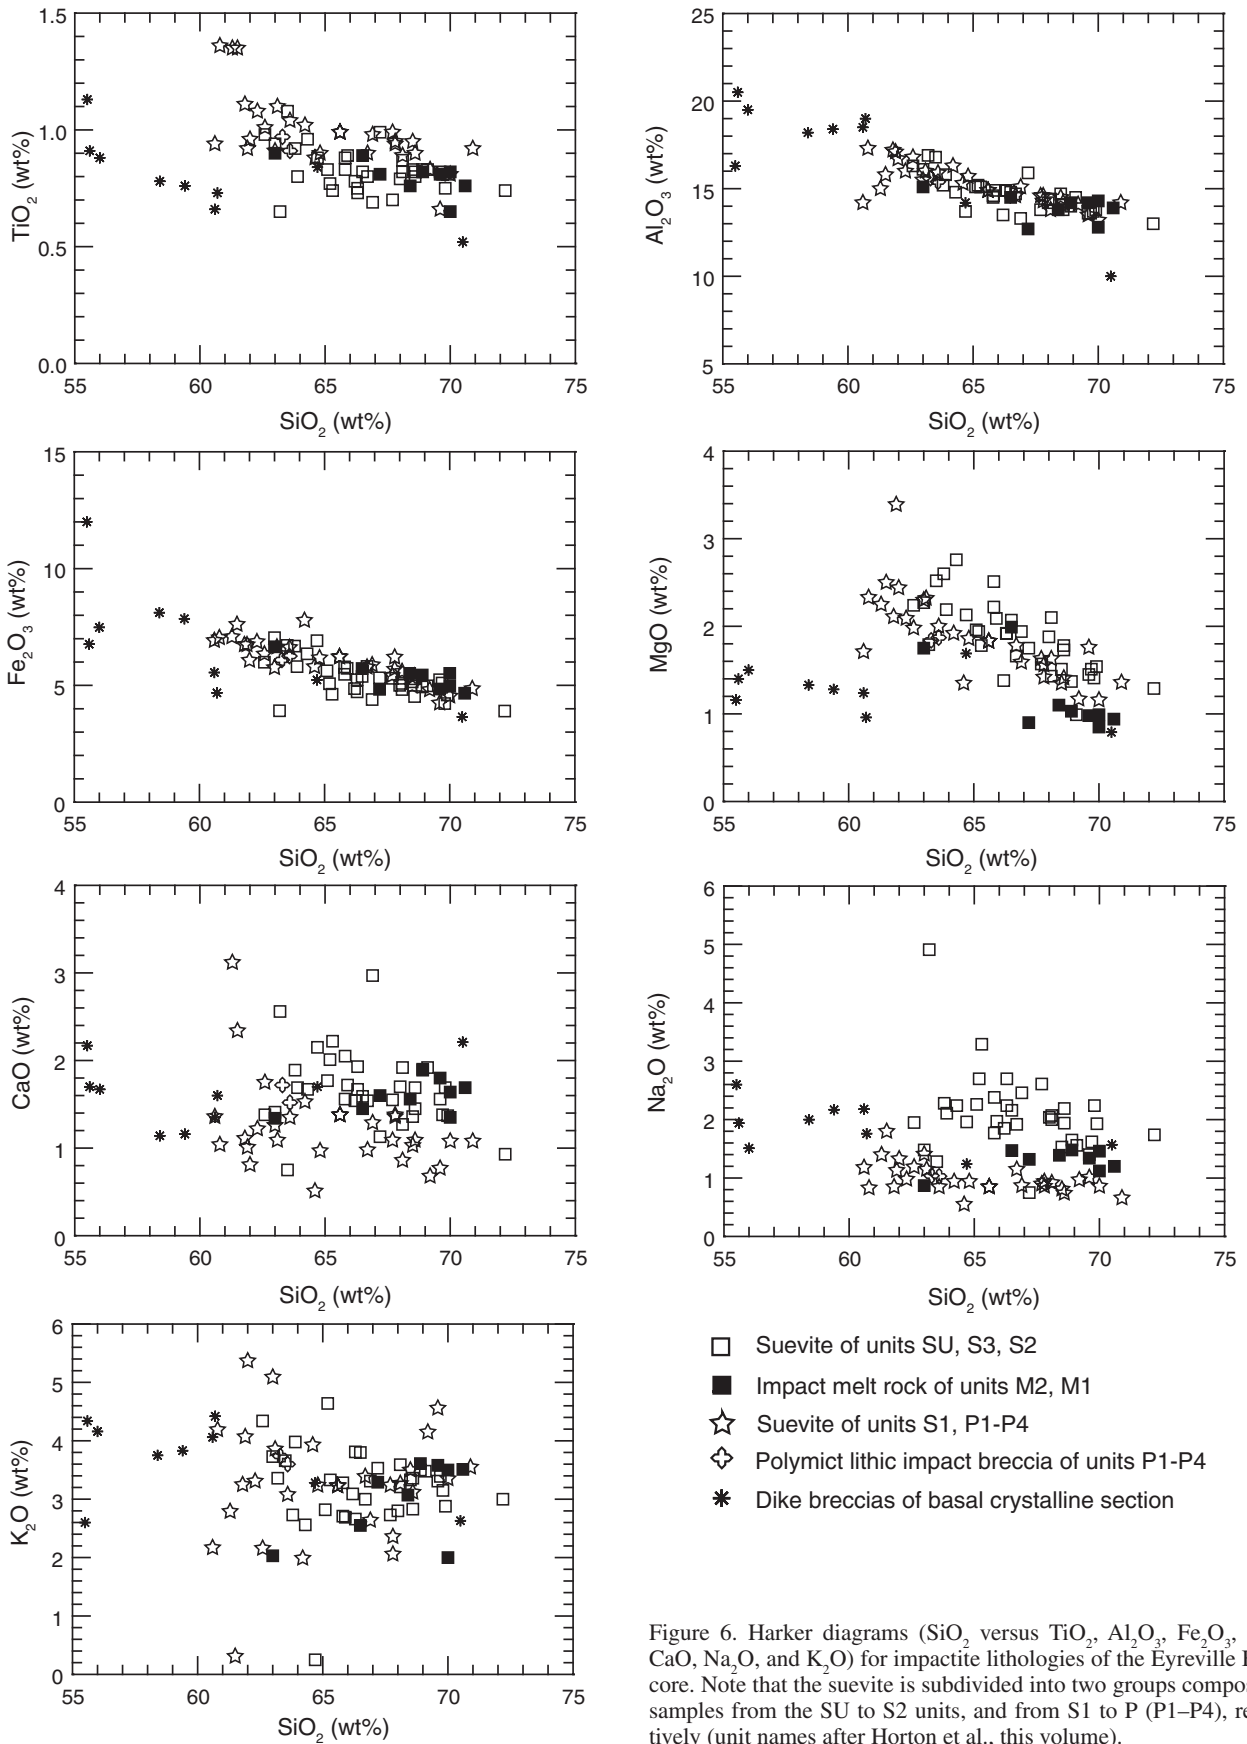 1.5
1.0
0.5
0.0
TiO2 (wt%)
55 60 65 70 75
SiO2 (wt%)
25
20
15
10
5
Al2O3 (wt%)
55 60 65 70 75
SiO2 (wt%)
15
10
5
0
Fe2O3 (wt%)
55 60 65 70 75
SiO2 (wt%)
4
3
2
1
0
MgO (wt%)
55 60 65 70 75
SiO2 (wt%)
4
3
2
1
0
CaO (wt%)
55 60 65 70 75
SiO2 (wt%)
6
5
4
3
2
1
0
Na2O (wt%)
55 60 65 70 75
SiO2 (wt%)
6
5
4
3
2
1
0
K2O (wt%)
55 60 65 70 75
SiO2 (wt%)
Suevite of units SU, S3, S2
Impact melt rock of units M2, M1
Suevite of units S1, P1-P4
Polymict lithic impact breccia of units P1-P4
Dike breccias of basal crystalline section
Figure 6. Harker diagrams (SiO2 versus TiO2, Al2O3, Fe2O3,
CaO, Na2O, and K2O) for impactite lithologies of the Eyreville
core. Note that the suevite is subdivided into two groups
samples from the SU to S2 units, and from S1 to P (P1–P4),
tively (unit names after Horton et al., this volume).